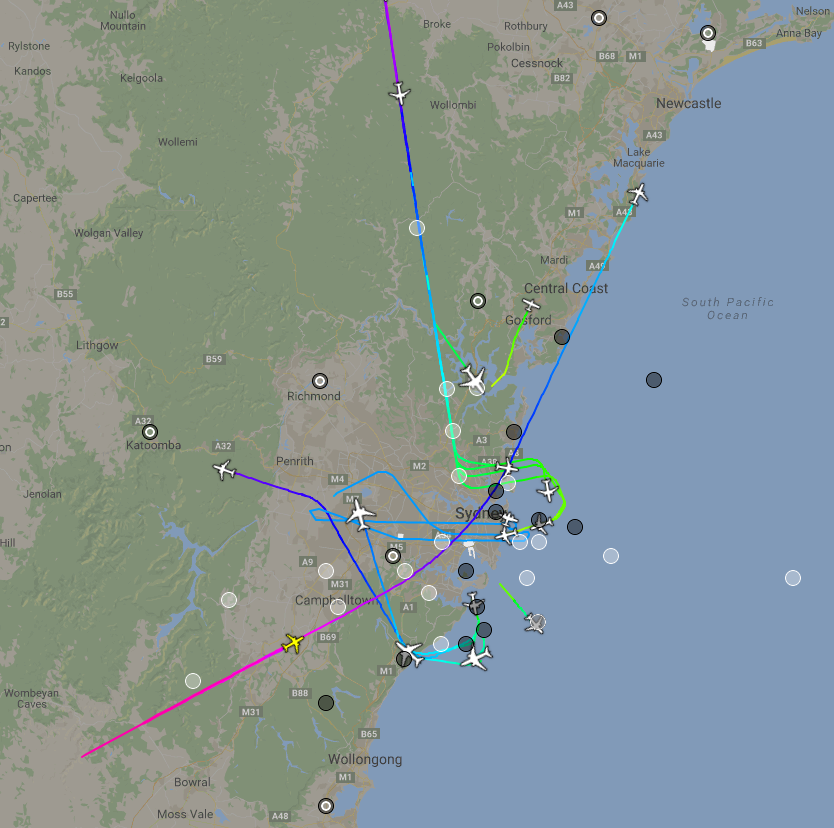 A43
Nelson
Nullo
Mountain
Broke
Rothbury
Anna Bay
Rylstone
Pokolbin
B63
B68
M1
Cessnock
Kandos
Kelgoola
B82
Wollombi
Newcastle
A43
Wollemi
Lake
Macquarie
Capertee
M1
A43
Wolgan Valley
Mardi
A49
B55
Central Coast
South Pacific
Ocean
Gosford
Lithgow
B59
Richmond
A32
Katoomba
A32
A3
A8
Penrith
M2
A38
M4
Jenolan
M7
Sydney
Hill
M5
A9
M31
Campbelltown
A1
B69
M1
Wombeyan
Caves
B88
M31
B65
Wollongong
M1
Bowral
Moss Vale
A48